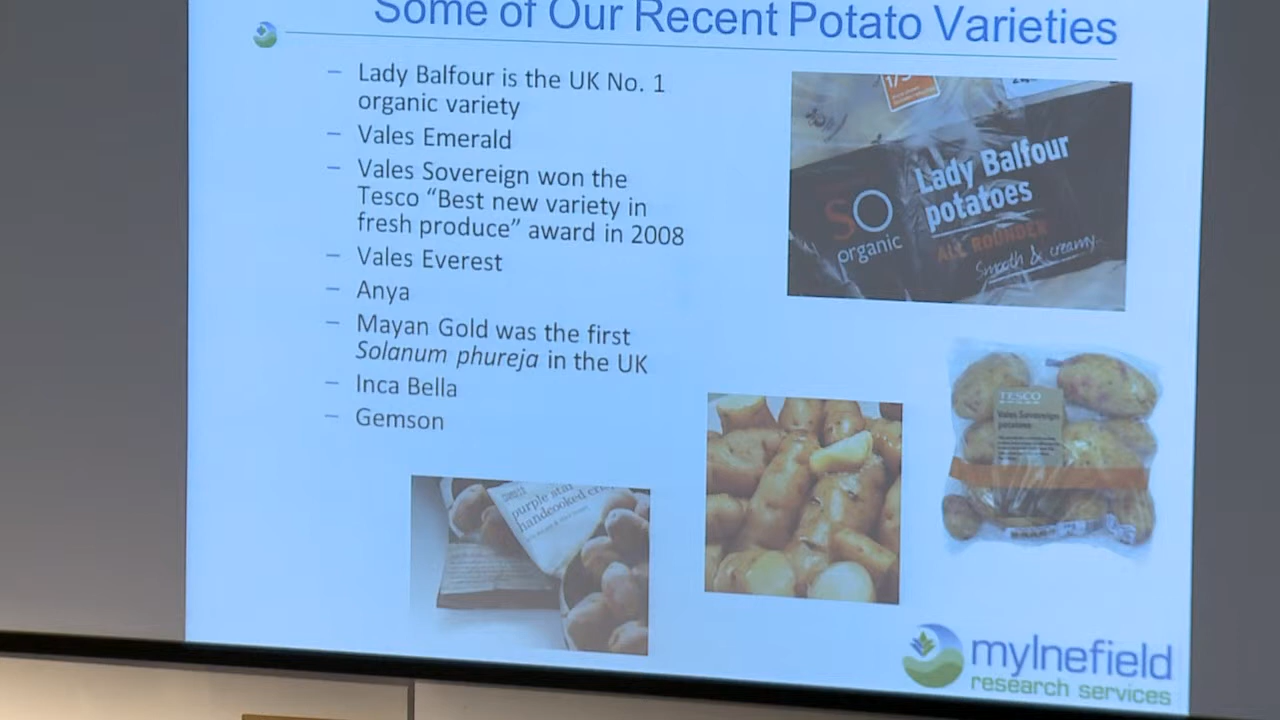 Some of Our Recent Potato Varieties
– Lady Balfour is the UK No. 1
organic variety
– Vales Emerald
– Vales Sovereign won the
Tesco “Best new variety in
fresh produce” award in 2008
– Vales Everest
– Anya
– Mayan Gold was the first
Solanum phureja in the UK
– Inca Bella
– Gemson
SO
organic
Lady Balfour
potatoes
ALL ROUNDER
Smooth & creamy
TESCO
Vales Sovereign
potatoes
purple
handcooked
mylnefield
research services